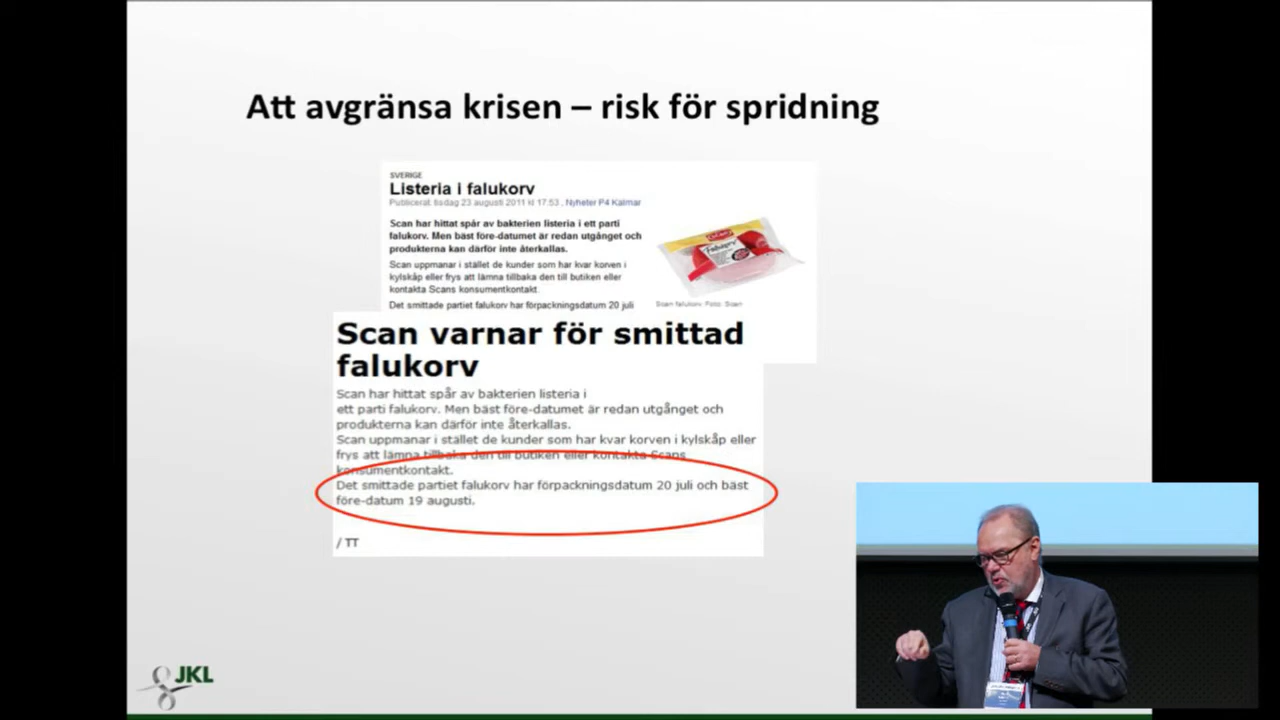 Att avgränsa krisen – risk för spridning
SVERIGE
Listeria i falukorv
Publicerat: tisdag 23 augusti 2011 kl 17.53 , Nyheter P4 Kalmar
Scan har hittat spår av bakterien listeria i ett parti
falukorv. Men bäst före-datumet är redan utgånget och
produkterna kan därför inte återkallas.
Scan uppmanar i stället de kunder som har kvar korven i
kylskåp eller frys att lämna tillbaka den till butiken eller
kontakta Scans konsumentkontakt.
Det smittade partiet falukorv har förpackningsdatum 20 juli
Falukorv
Scan falukorv. Foto: Scan
Scan varnar för smittad
falukorv
Scan har hittat spår av bakterien listeria i
ett parti falukorv. Men bäst före-datumet är redan utgånget och
produkterna kan därför inte återkallas.
Scan uppmanar i stället de kunder som har kvar korven i kylskåp eller
frys att lämna tillbaka den till butiken eller kontakta Scans
konsumentkontakt.
Det smittade partiet falukorv har förpackningsdatum 20 juli och bäst
före-datum 19 augusti.
/ TT
JKL